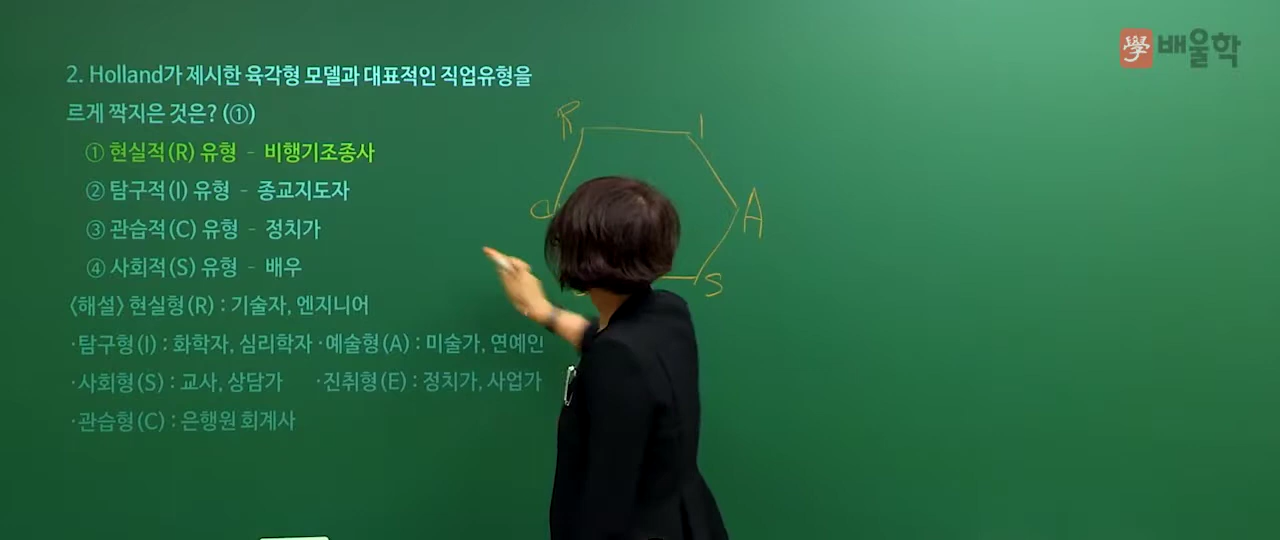 2. Holland가 제시한 육각형 모델과 대표적인 직업유형을
르게 짝지은 것은? (①)
① 현실적(R) 유형 - 비행기조종사
② 탐구적(I) 유형 - 종교지도자
③ 관습적(C) 유형 - 정치가
④ 사회적(S) 유형 - 배우
〈해설〉 현실형(R) : 기술자, 엔지니어
·탐구형(I) : 화학자, 심리학자 ·예술형(A) : 미술가, 연예인
·사회형(S) : 교사, 상담가 ·진취형(E) : 정치가, 사업가
·관습형(C) : 은행원 회계사
R I
A
S
學 배울학